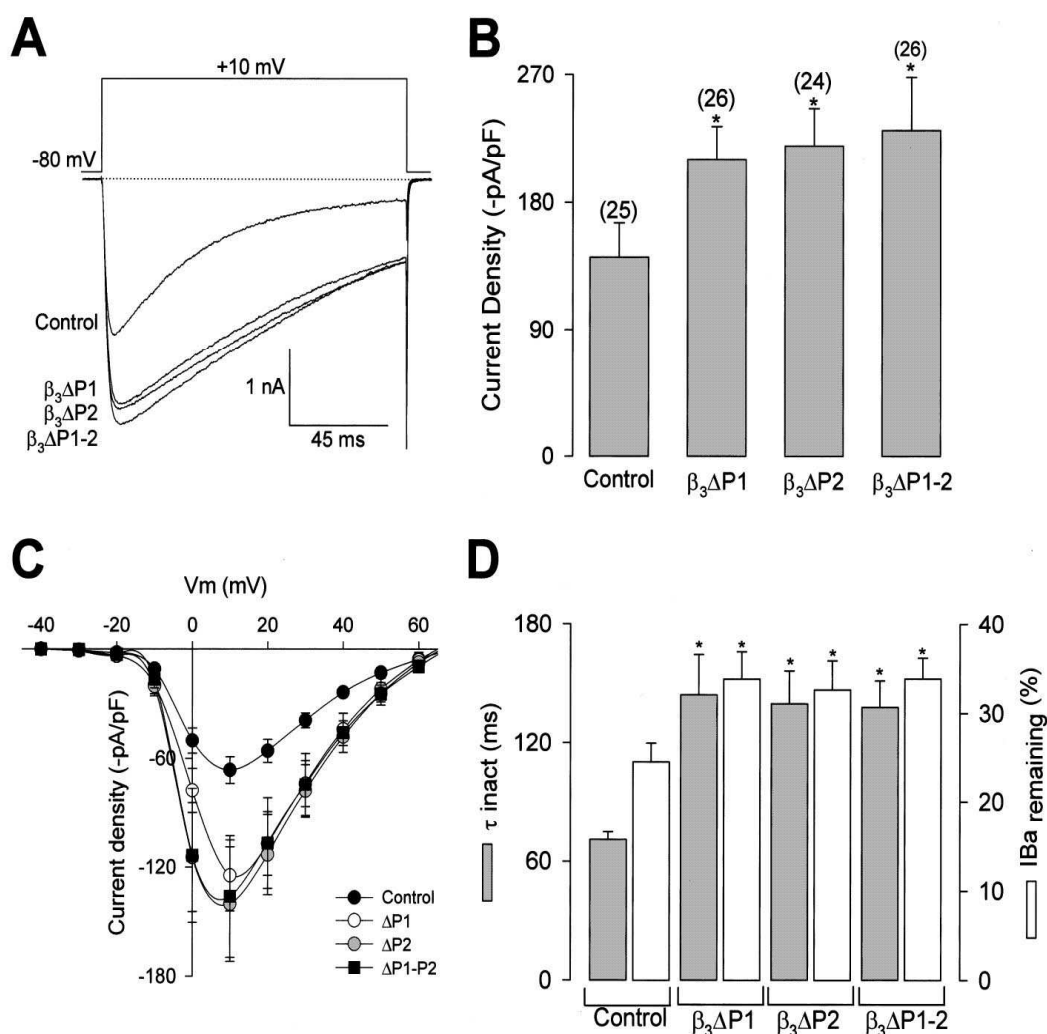 A
+10 mV
-80 mV
Control
β₃ΔP1
β₃ΔP2
β₃ΔP1-2
1 nA
45 ms
B
Current Density (-pA/pF)
270
180
90
0
(25)
(26)
*
(24)
*
(26)
*
Control
β₃ΔP1
β₃ΔP2
β₃ΔP1-2
C
Vm (mV)
-40
-20
0
20
40
60
Current density (-pA/pF)
-60
-120
-180
Control
ΔP1
ΔP2
ΔP1-P2
D
τ inact (ms)
180
120
60
0
* * * * * *
40
30
20
10
0
IBa remaining (%)
Control
β₃ΔP1
β₃ΔP2
β₃ΔP1-2